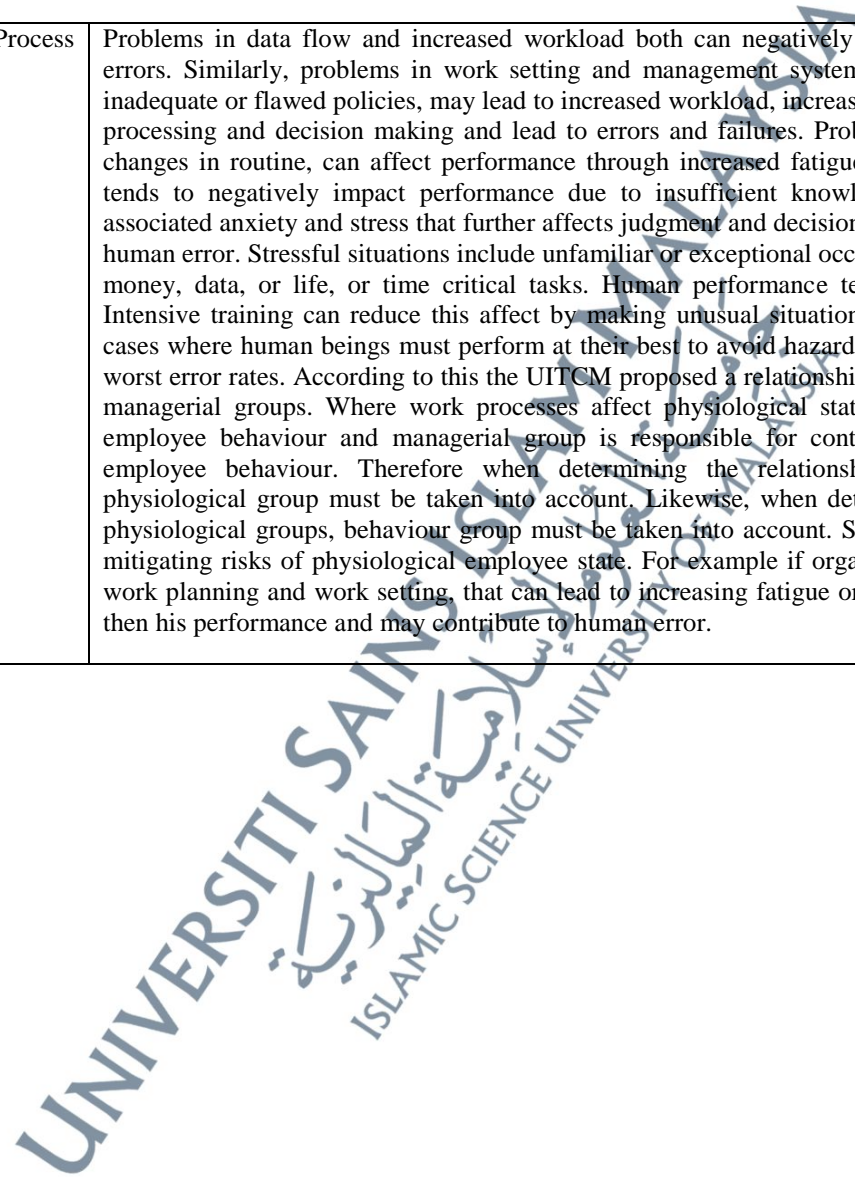 Process
Problems in data flow and increased workload both can negatively
errors. Similarly, problems in work setting and management system
inadequate or flawed policies, may lead to increased workload, increas
processing and decision making and lead to errors and failures. Prob
changes in routine, can affect performance through increased fatigue
tends to negatively impact performance due to insufficient knowl
associated anxiety and stress that further affects judgment and decision
human error. Stressful situations include unfamiliar or exceptional occ
money, data, or life, or time critical tasks. Human performance te
Intensive training can reduce this affect by making unusual situation
cases where human beings must perform at their best to avoid hazard
worst error rates. According to this the UITCM proposed a relationshi
managerial groups. Where work processes affect physiological stat
employee behaviour and managerial group is responsible for cont
employee behaviour. Therefore when determining the relationsh
physiological group must be taken into account. Likewise, when det
physiological groups, behaviour group must be taken into account. S
mitigating risks of physiological employee state. For example if orga
work planning and work setting, that can lead to increasing fatigue or
then his performance and may contribute to human error.
UNIVERSITI SAINS ISLAM MALAYSIA
جامعة العلوم الإسلامية الماليزية
ISLAMIC SCIENCE UNIVERSITY OF MALAYSIA